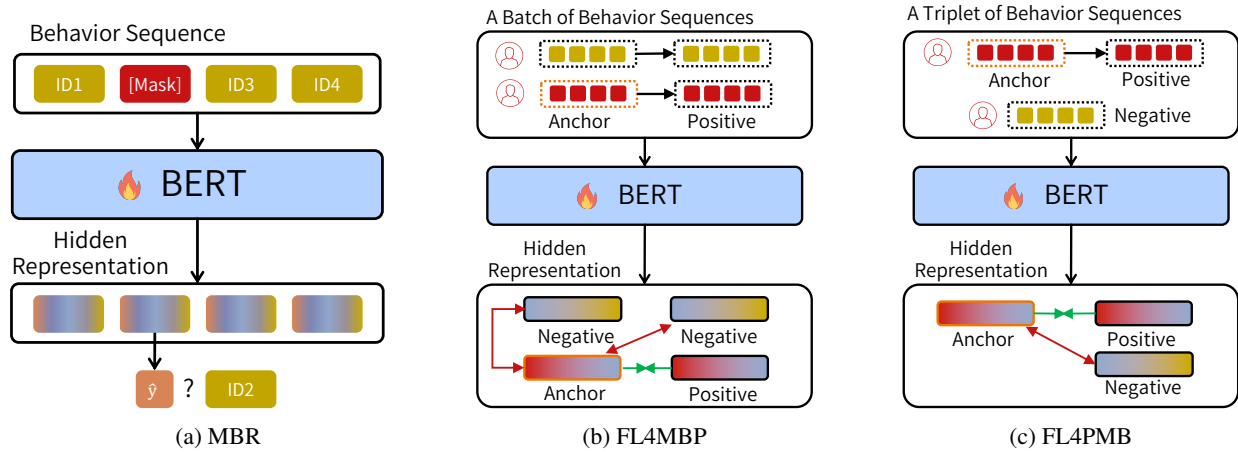 Behavior Sequence
ID1 [Mask] ID3 ID4
BERT
Hidden
Representation
ŷ ? ID2
(a) MBR
A Batch of Behavior Sequences
Anchor Positive
BERT
Hidden
Representation
Negative Negative
Anchor Positive
(b) FL4MBP
A Triplet of Behavior Sequences
Anchor Positive
Negative
BERT
Hidden
Representation
Anchor Positive
Negative
(c) FL4PMB